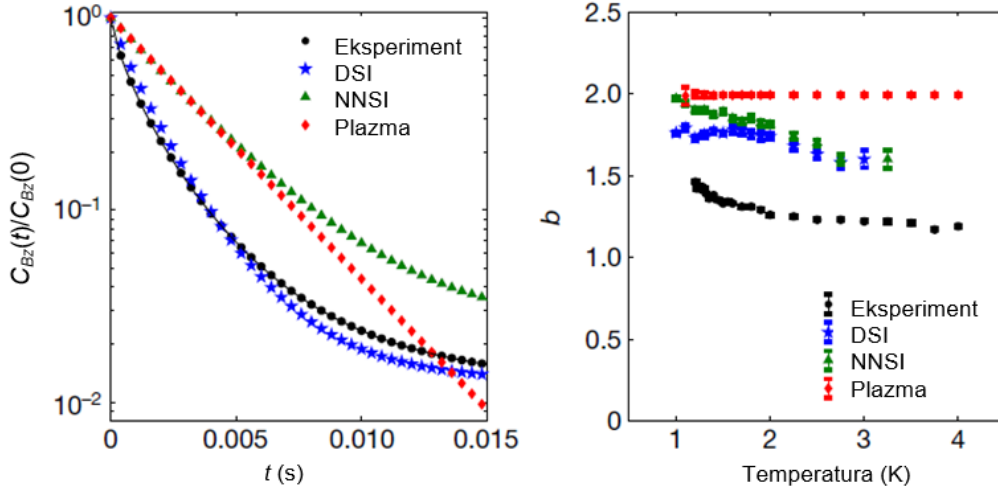 10⁰
10⁻¹
10⁻²
C_Bz(t)/C_Bz(0)
Eksperiment
DSI
NNSI
Plazma
0 0.005 0.010 0.015
t (s)
2.5
2.0
1.5
1.0
0.5
0
b
Eksperiment
DSI
NNSI
Plazma
1 2 3 4
Temperatura (K)